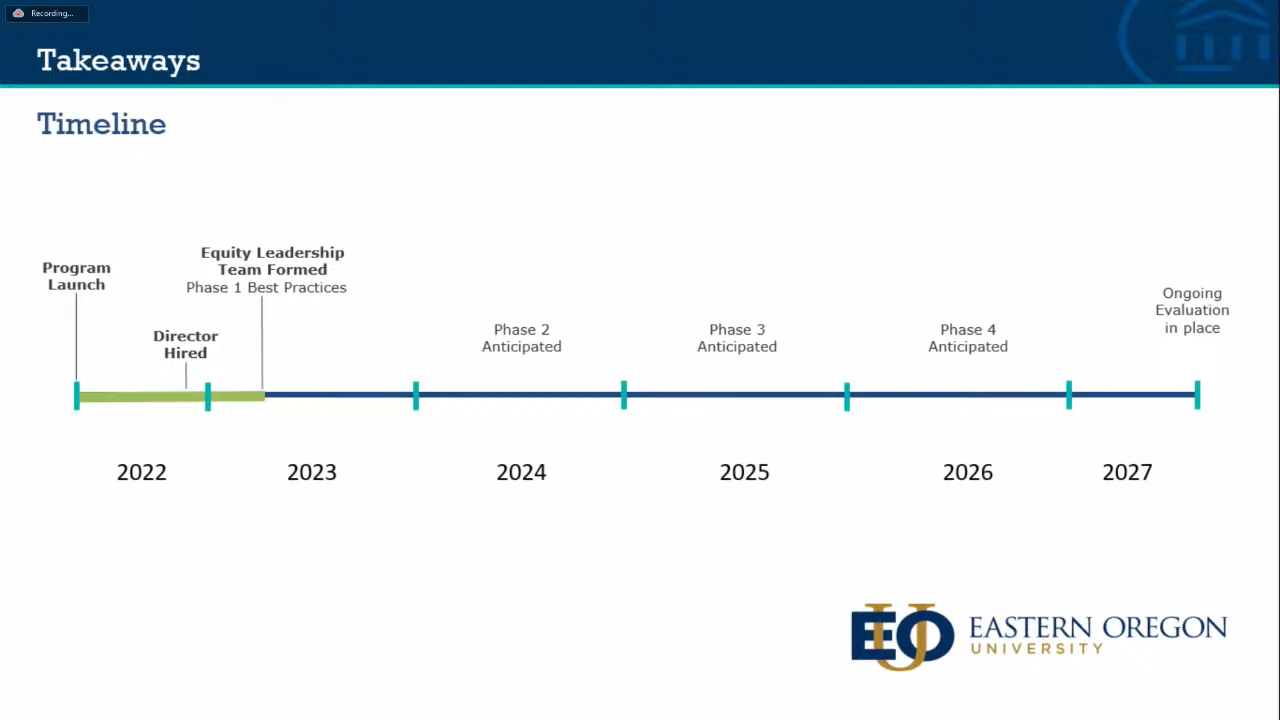 Recording...
Takeaways
Timeline
Program
Launch
Director
Hired
Equity Leadership
Team Formed
Phase 1 Best Practices
Phase 2
Anticipated
Phase 3
Anticipated
Phase 4
Anticipated
Ongoing
Evaluation
in place
2022
2023
2024
2025
2026
2027
EOU
EASTERN OREGON
UNIVERSITY